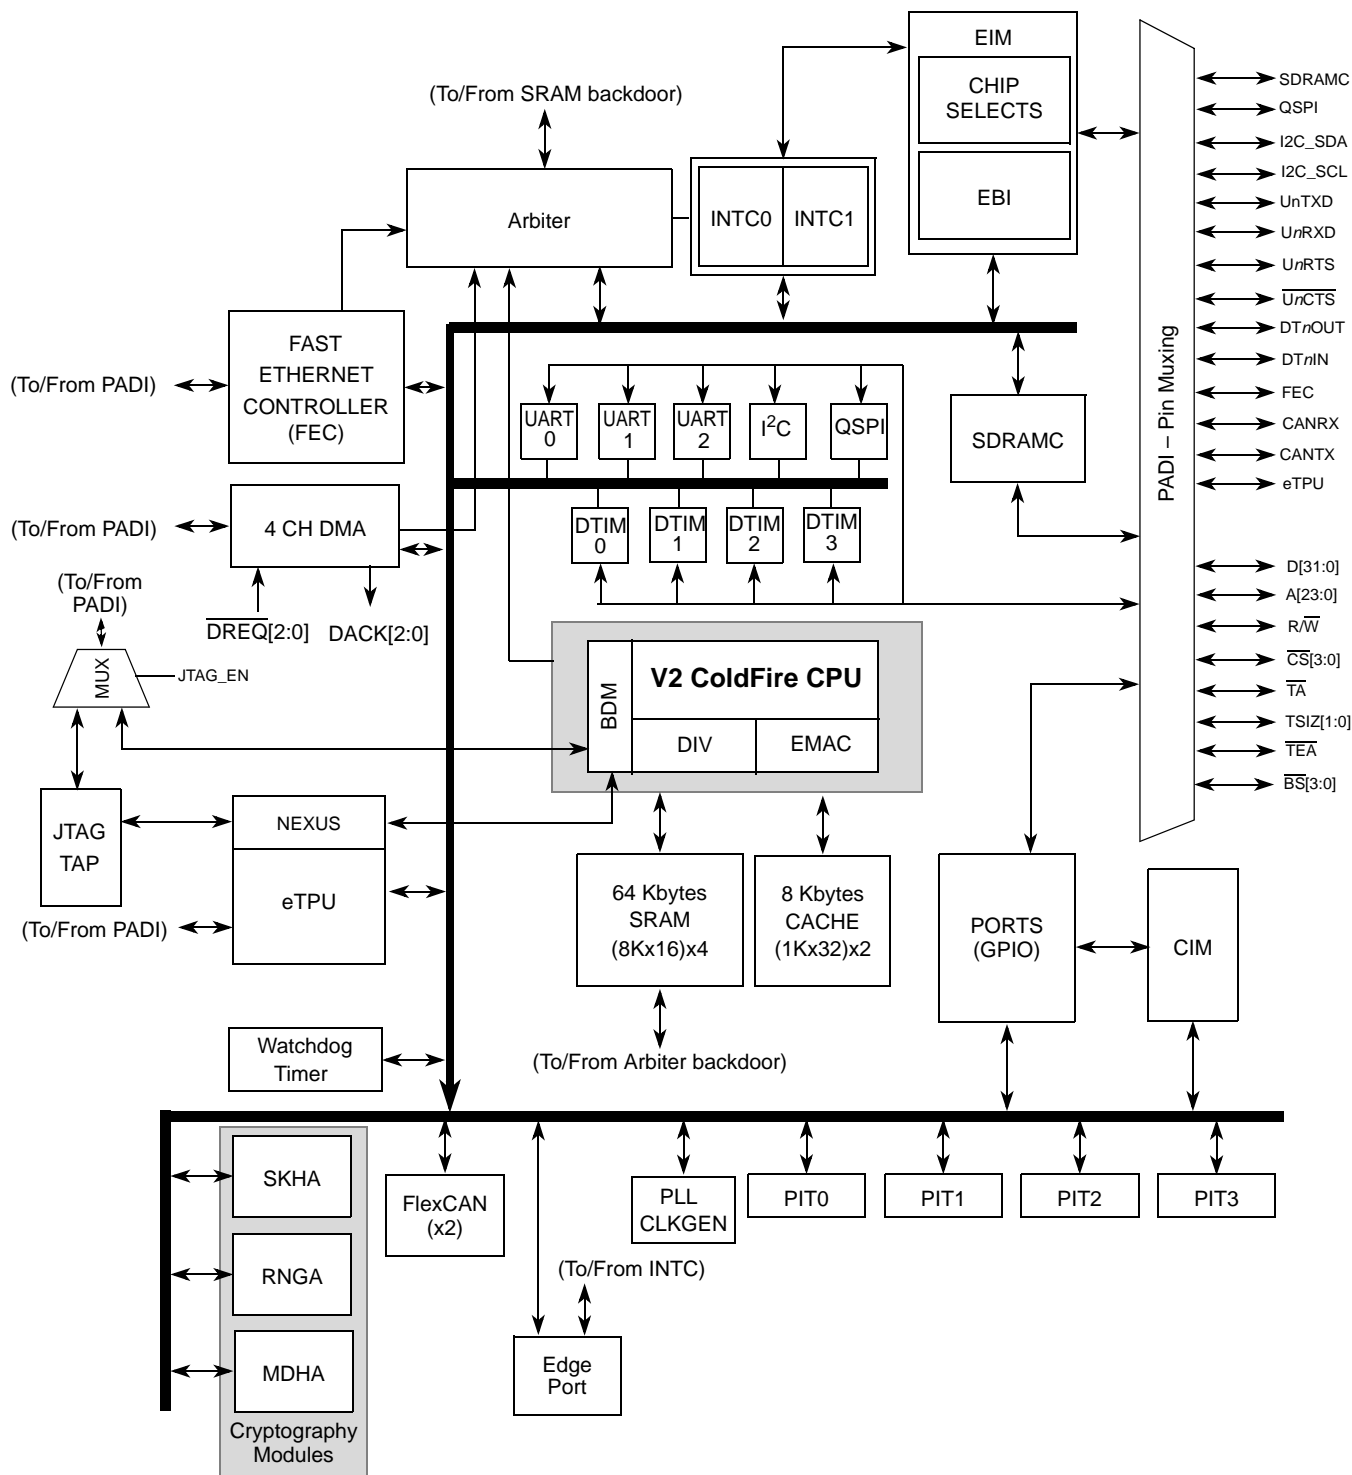 EIM
CHIP
SELECTS
EBI
(To/From SRAM backdoor)
Arbiter
INTC0
INTC1
SDRAMC
QSPI
I2C_SDA
I2C_SCL
UnTXD
UnRXD
UnRTS
UnCTS
DTnOUT
DTnIN
FEC
CANRX
CANTX
eTPU
D[31:0]
A[23:0]
R/W
CS[3:0]
TA
TSIZ[1:0]
TEA
BS[3:0]
PADI – Pin Muxing
(To/From PADI)
FAST
ETHERNET
CONTROLLER
(FEC)
UART
0
UART
1
UART
2
I²C
QSPI
SDRAMC
(To/From PADI)
4 CH DMA
DTIM
0
DTIM
1
DTIM
2
DTIM
3
(To/From
PADI)
DREQ[2:0]
DACK[2:0]
MUX
JTAG_EN
BDM
V2 ColdFire CPU
DIV
EMAC
JTAG
TAP
NEXUS
eTPU
(To/From PADI)
64 Kbytes
SRAM
(8Kx16)x4
8 Kbytes
CACHE
(1Kx32)x2
PORTS
(GPIO)
CIM
Watchdog
Timer
(To/From Arbiter backdoor)
SKHA
RNGA
MDHA
Cryptography
Modules
FlexCAN
(x2)
PLL
CLKGEN
PIT0
PIT1
PIT2
PIT3
(To/From INTC)
Edge
Port